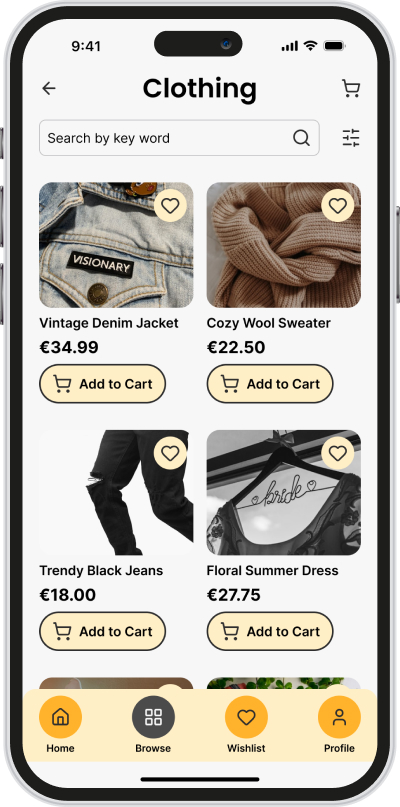 9:41
Clothing
Search by key word
VISIONARY
Vintage Denim Jacket
Cozy Wool Sweater
€34.99
€22.50
Add to Cart
Add to Cart
bride
Trendy Black Jeans
Floral Summer Dress
€18.00
€27.75
Add to Cart
Add to Cart
Home
Browse
Wishlist
Profile